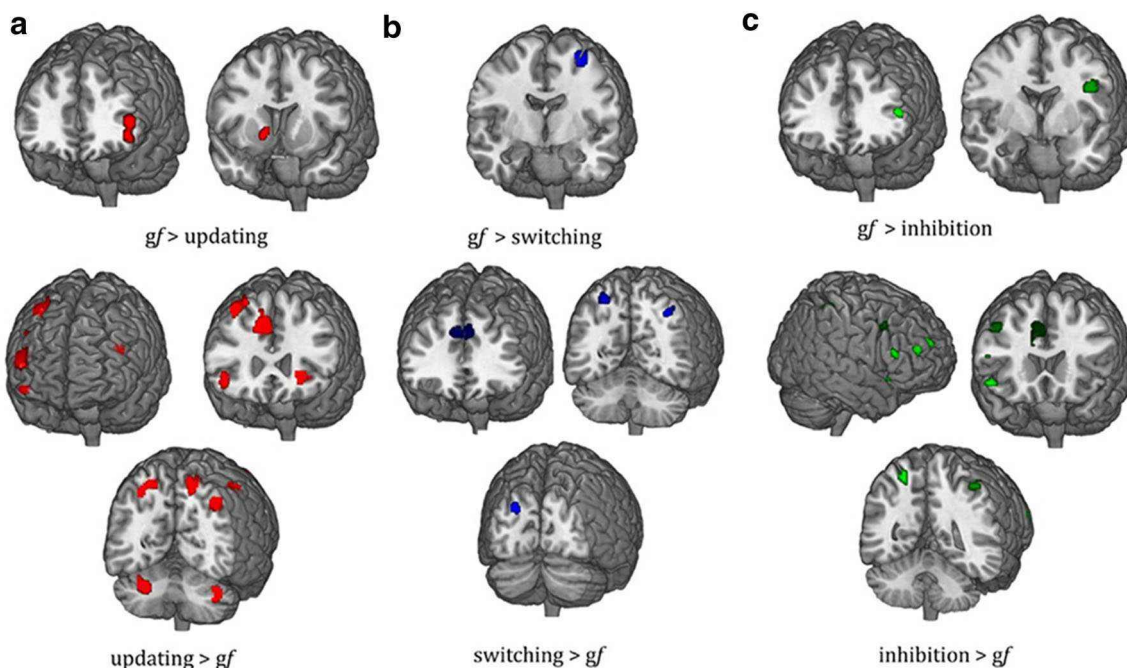 a
b
c
gf > updating
gf > switching
gf > inhibition
updating > gf
switching > gf
inhibition > gf